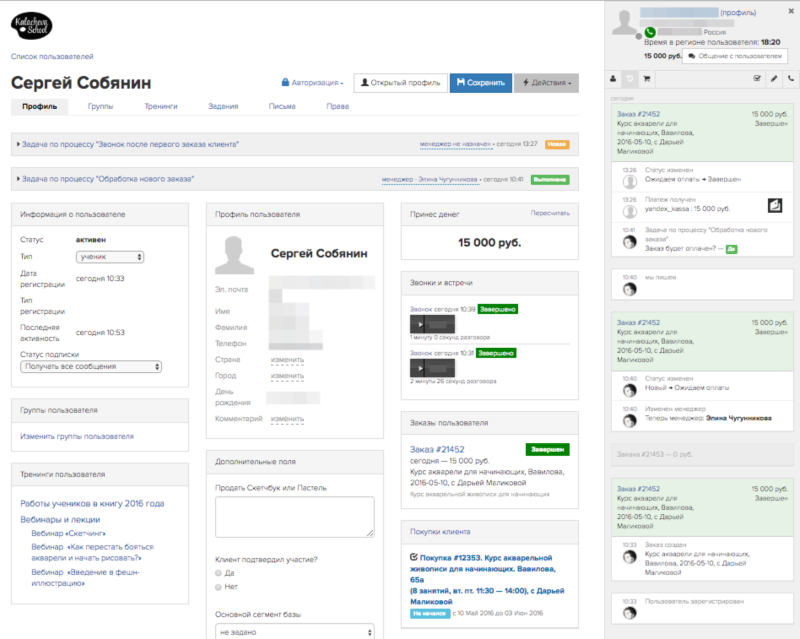 Kalacheva
School
Список пользователей
Сергей Собянин
Авторизация
Открытый профиль
Сохранить
Действия
Профиль
Группы
Тренинги
Задания
Письма
Права
Задача по процессу "Звонок после первого заказа клиента"
менеджер не назначен • сегодня 13:27
Новое
Задача по процессу "Обработка нового заказа"
менеджер - Элина Чугунникова • сегодня 10:41
Выполнена
Информация о пользователе
Статус
активен
Тип
ученик
Дата
регистрации
сегодня 10:33
Тип
регистрации
Последняя
активность
сегодня 10:53
Статус подписки
Получать все сообщения
Группы пользователя
Изменить группы пользователя
Тренинги пользователя
Работы учеников в книгу 2016 года
Вебинары и лекции
Вебинар «Скетчинг»
Вебинар «Как перестать бояться
акварели и начать рисовать?»
Вебинар «Введение в фешн-
иллюстрацию»
Профиль пользователя
Сергей Собянин
Эл. почта
Имя
Фамилия
Телефон
Страна
изменить
Город
изменить
День
рождения
Комментарий
изменить
Дополнительные поля
Продать Скетчбук или Пастель
Клиент подтвердил участие?
Да
Нет
Основной сегмент базы
не задано
Принес денег
Пересчитать
15 000 руб.
Звонки и встречи
Звонок сегодня 10:39 Завершено
1 минуту 0 секунд разговора
Звонок сегодня 10:31 Завершено
2 минуты 26 секунд разговора
Заказы пользователя
Заказ #21452
Завершен
сегодня — 15 000 руб.
Курс акварели для начинающих, Вавилова,
2016-05-10, с Дарьей Маликовой
Курс акварельной живописи для начинающих
Покупки клиента
Покупка #12353. Курс акварельной
живописи для начинающих. Вавилова,
65а
(8 занятий, вт. пт. 11:30 — 14:00), с Дарьей
Маликовой
Не начался
с 10 Май 2016 до 03 Июн 2016
(профиль)
Россия
Время в регионе пользователя: 18:20
15 000 руб.
Общение с пользователем
сегодня
Заказ #21452
15 000 руб.
Курс акварели для
Завершен
начинающих, Вавилова,
2016-05-10, с Дарьей
Маликовой
13:26
Статус изменен
Ожидаем оплаты → Завершен
13:26
Платеж получен
yandex_kassa : 15 000 руб.
10:41
Задача по процессу "Обработка нового
заказа"
Заказ будет оплачен? — Да
10:40
мы пишем
Заказ #21452
15 000 руб.
Курс акварели для
Завершен
начинающих, Вавилова,
2016-05-10, с Дарьей
Маликовой
10:40
Статус изменен
Новый → Ожидаем оплаты
10:40
Изменен менеджер
Теперь менеджер: Элина Чугунникова
Заказа #21453 — 0 руб.
Заказ #21452
15 000 руб.
Курс акварели для
Завершен
начинающих, Вавилова,
2016-05-10, с Дарьей
Маликовой
10:33
Заказ создан
Курс акварели для начинающих,
Вавилова, 2016-05-10, с Дарьей
Маликовой
10:33
Пользователь зарегистрирован